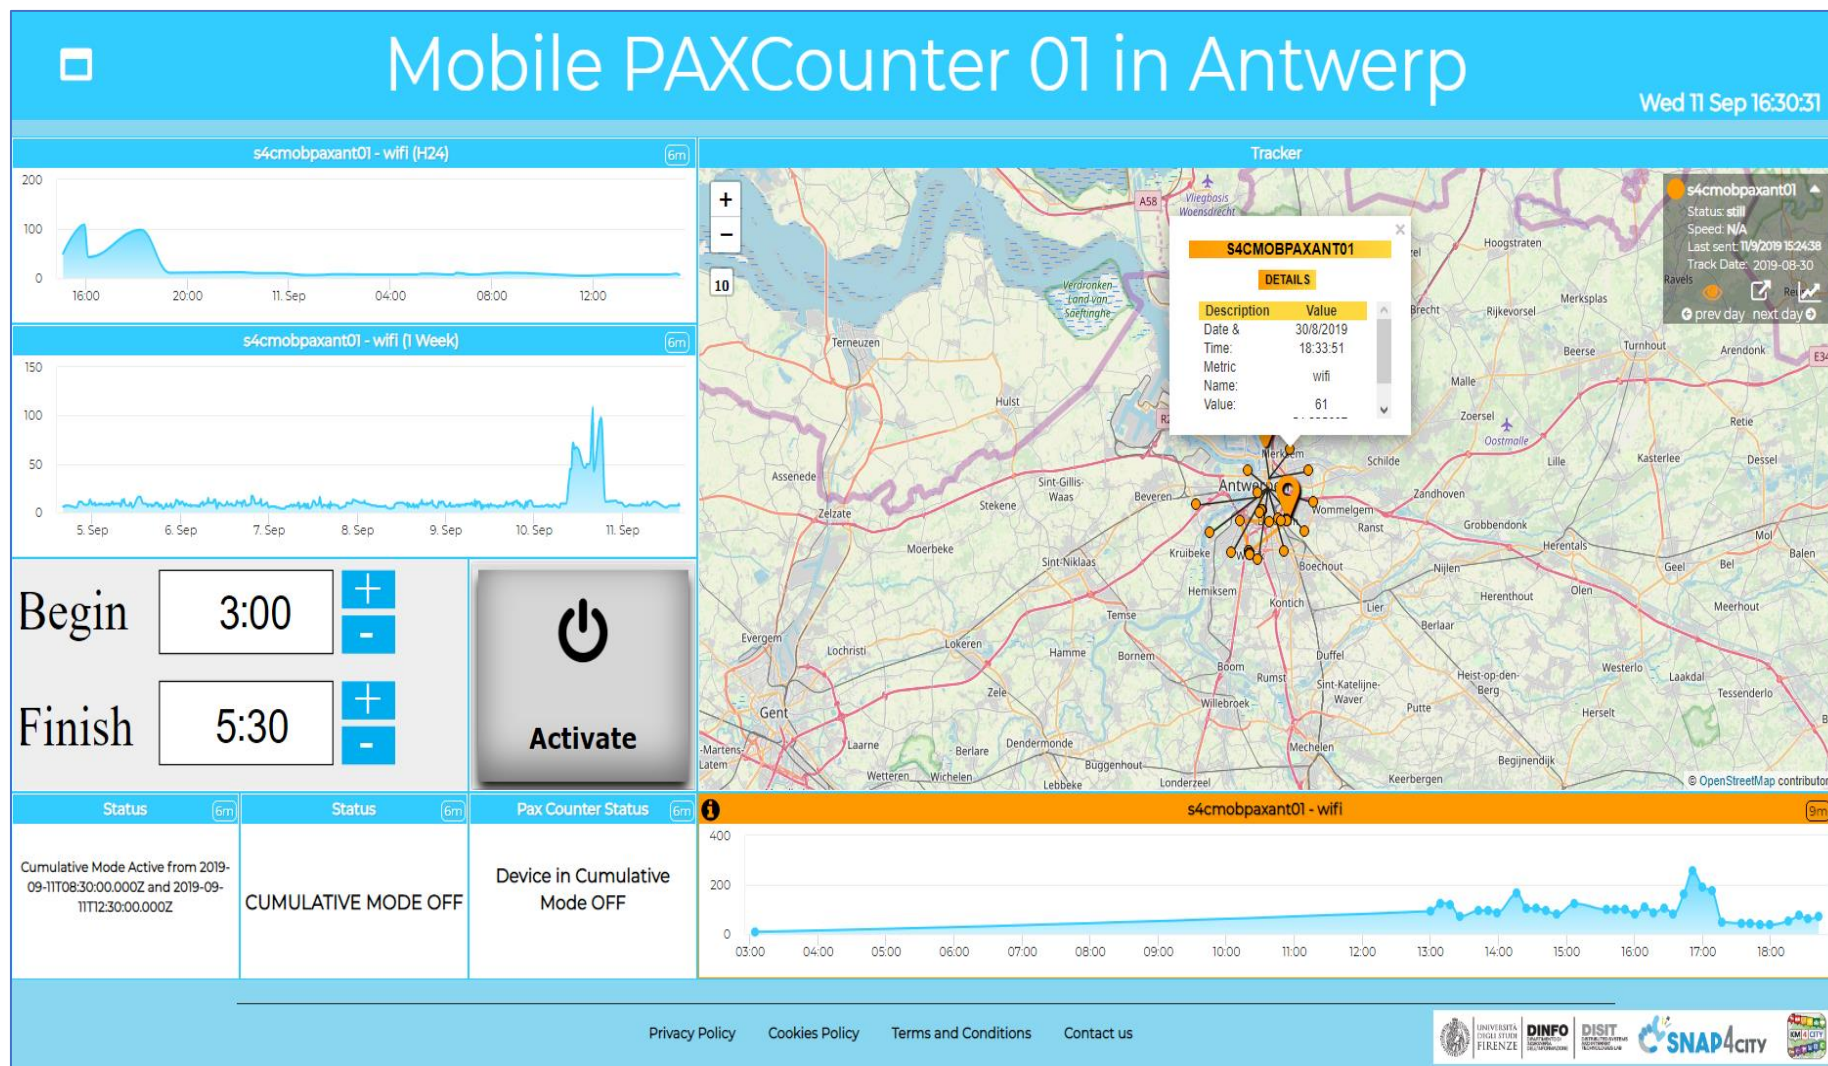 Mobile PAXCounter 01 in Antwerp
Wed 11 Sep 16:30:31
s4cmobpaxant01 - wifi (H24)
6m
200
100
0
16:00
20:00
11. Sep
04:00
08:00
12:00
s4cmobpaxant01 - wifi (1 Week)
6m
150
100
50
0
5. Sep
6. Sep
7. Sep
8. Sep
9. Sep
10. Sep
11. Sep
Begin
3:00
+
-
Finish
5:30
+
-
Activate
Status
6m
Cumulative Mode Active from 2019-
09-11T08:30:00.000Z and 2019-09-
11T12:30:00.000Z
Status
6m
CUMULATIVE MODE OFF
Pax Counter Status
6m
Device in Cumulative
Mode OFF
Tracker
+
−
10
A58
Vliegbasis
Woensdrecht
Hoogstraten
Verdronken
Land van
Saeftinghe
Merksplas
Brecht
Rijkevorsel
Ravels
Terneuzen
Beerse
Turnhout
Arendonk
E34
Malle
Hulst
Zoersel
Oostmalle
Retie
Merksem
Schilde
Lille
Kasterlee
Dessel
Assenede
Sint-Gillis-
Waas
Beveren
Zandhoven
Stekene
Zelzate
Wommelgem
Ranst
Grobbendonk
Mol
Moerbeke
Herentals
Balen
Kruibeke
Sint-Niklaas
Boechout
Nijlen
Geel
Bel
Hemiksem
Kontich
Lier
Herenthout
Olen
Meerhout
Temse
Berlaar
Evergem
Lochristi
Lokeren
Hamme
Bornem
Duffel
Boom
Rumst
Sint-Katelijne-
Waver
Heist-op-den-
Berg
Westerlo
Laakdal
Tessenderlo
Zele
Willebroek
Putte
Herselt
Gent
Laarne
Berlare
Dendermonde
Mechelen
Begijnendijk
-Martens-
Latem
Wetteren
Wichelen
Buggenhout
Lebbeke
Londerzeel
Keerbergen
© OpenStreetMap contributor
×
S4CMOBPAXANT01
DETAILS
Description Value
Date & 30/8/2019
Time: 18:33:51
Metric
Name: wifi
Value: 61
s4cmobpaxant01
Status: still
Speed: N/A
Last sent: 11/9/2019 15:24:38
Track Date: 2019-08-30
prev day next day
s4cmobpaxant01 - wifi
9m
400
200
0
03:00
04:00
05:00
06:00
07:00
08:00
09:00
10:00
11:00
12:00
13:00
14:00
15:00
16:00
17:00
18:00
Privacy Policy
Cookies Policy
Terms and Conditions
Contact us
UNIVERSITÀ
DEGLI STUDI
FIRENZE
DINFO
DISIT
SNAP4CITY
KM4CITY